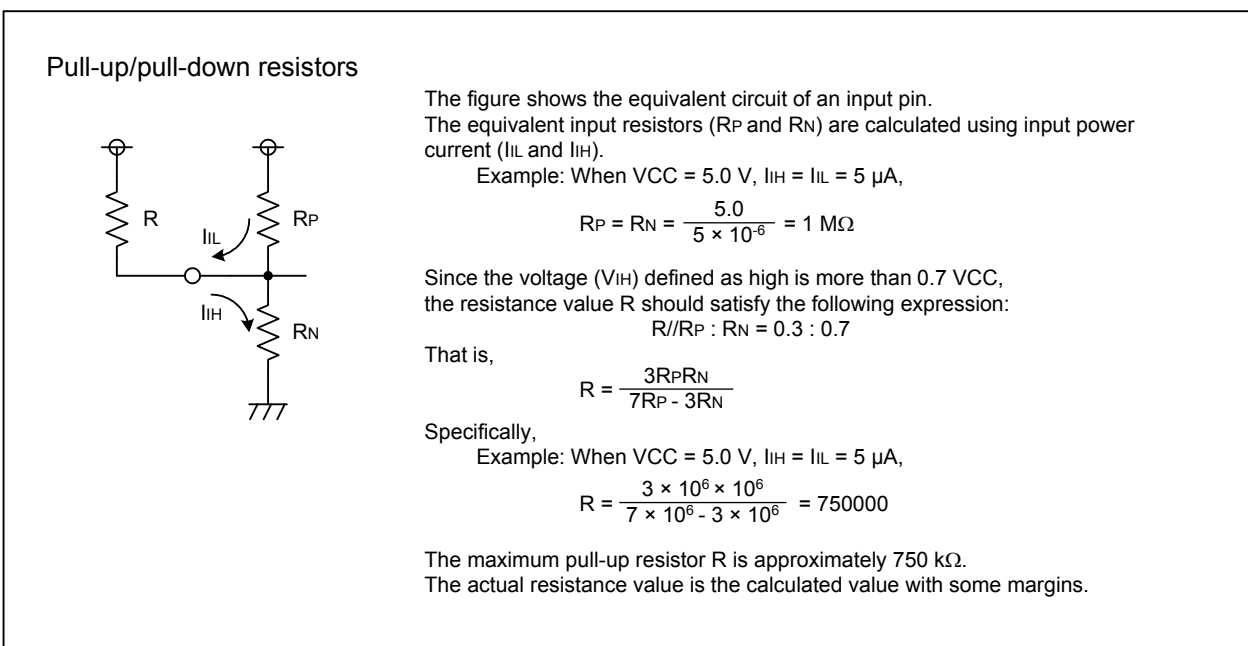 Pull-up/pull-down resistors
The figure shows the equivalent circuit of an input pin.
The equivalent input resistors (RP and RN) are calculated using input power
current (IIL and IIH).
Example: When VCC = 5.0 V, IIH = IIL = 5 µA,
RP = RN = 5.0 / 5 × 10⁻⁶ = 1 MΩ
Since the voltage (VIH) defined as high is more than 0.7 VCC,
the resistance value R should satisfy the following expression:
R//RP : RN = 0.3 : 0.7
That is,
R = 3RPRN / 7RP - 3RN
Specifically,
Example: When VCC = 5.0 V, IIH = IIL = 5 µA,
R = 3 × 10⁶ × 10⁶ / 7 × 10⁶ - 3 × 10⁶ = 750000
The maximum pull-up resistor R is approximately 750 kΩ.
The actual resistance value is the calculated value with some margins.
R
RP
IIL
IIH
RN